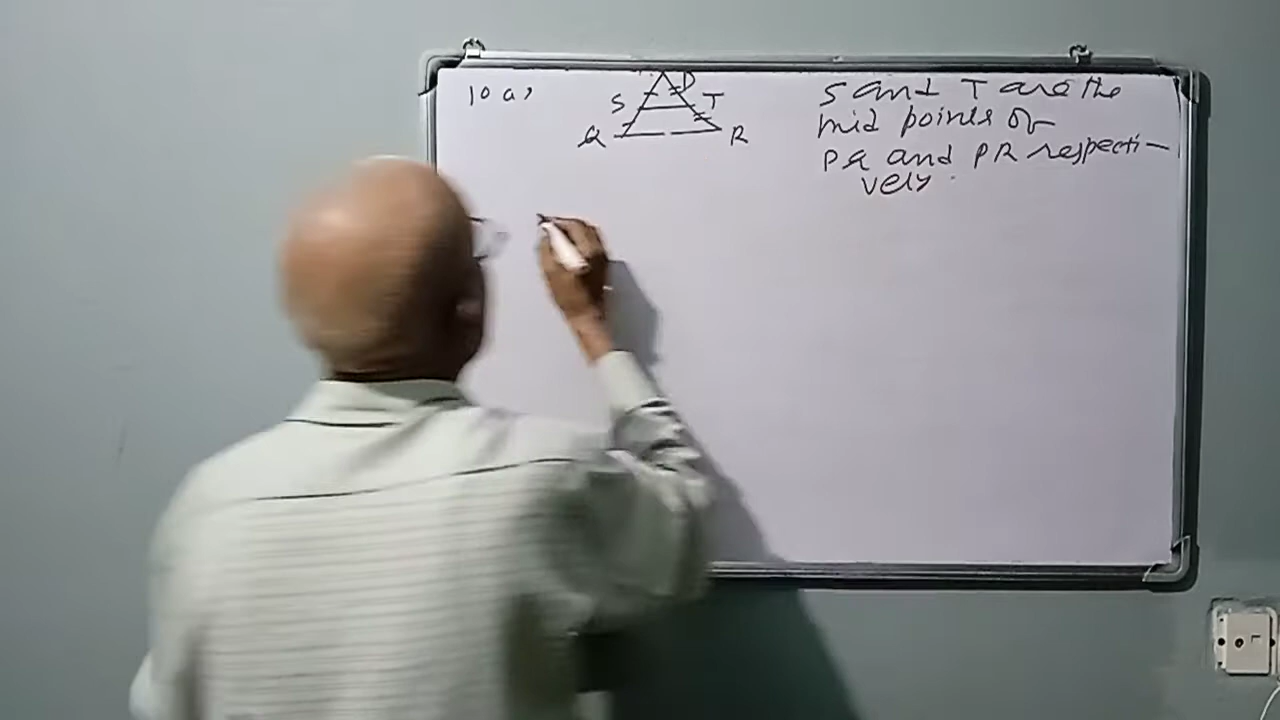 10 a,
P
S
T
Q
R
S and T are the
mid points of
PQ and PR respecti-
vely.